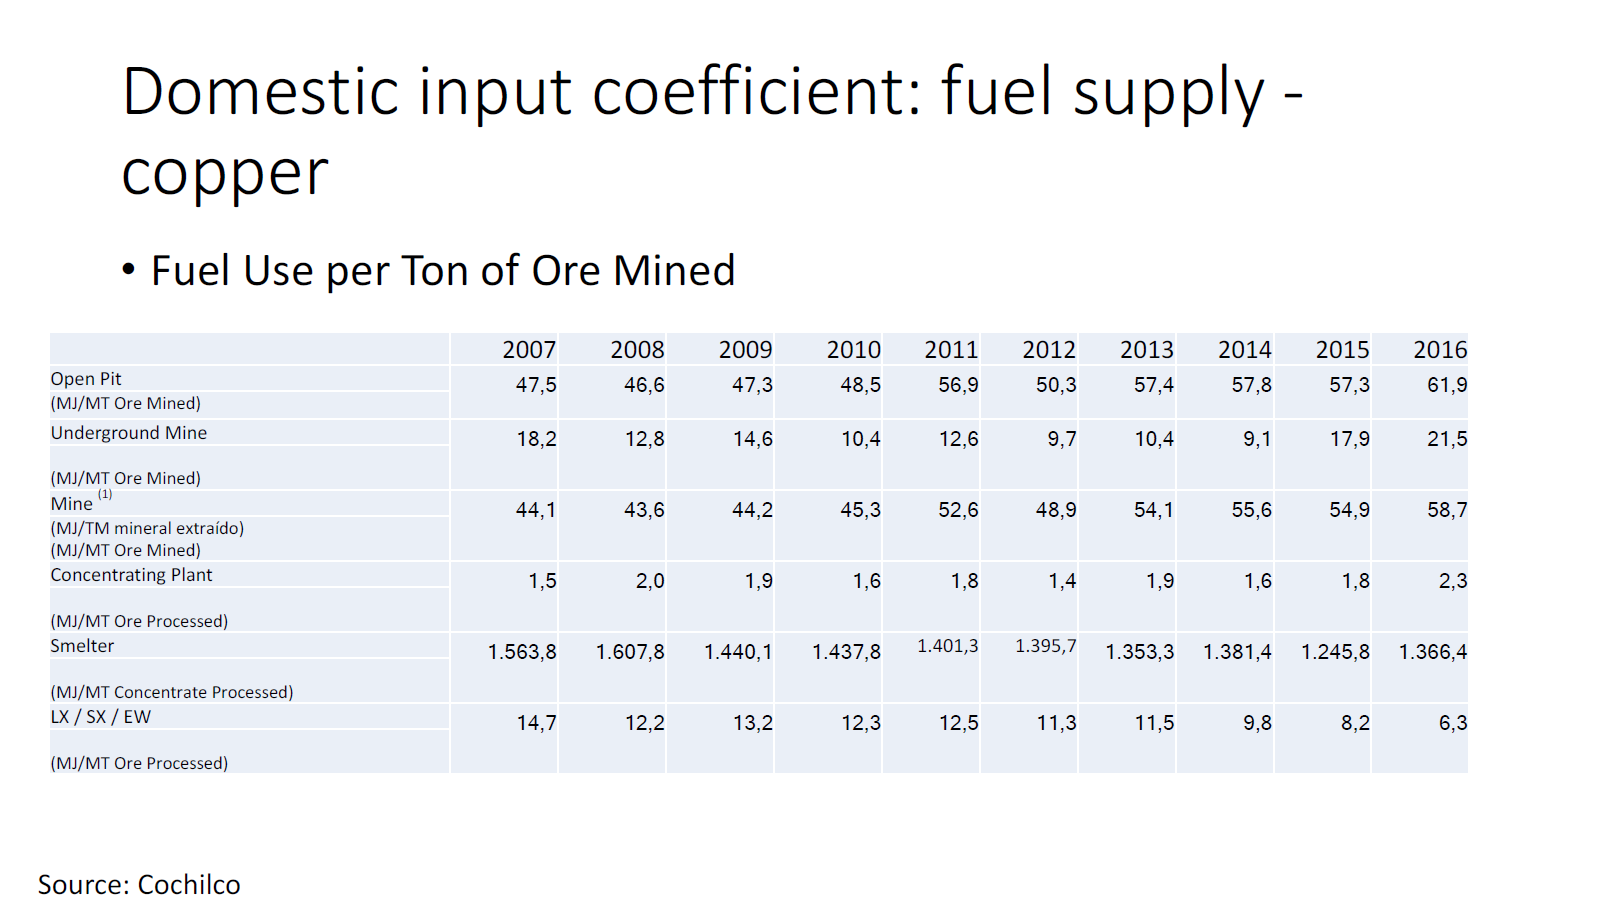 Domestic input coefficient: fuel supply -
copper
• Fuel Use per Ton of Ore Mined
2007 2008 2009 2010 2011 2012 2013 2014 2015 2016
Open Pit 47,5 46,6 47,3 48,5 56,9 50,3 57,4 57,8 57,3 61,9
(MJ/MT Ore Mined)
Underground Mine 18,2 12,8 14,6 10,4 12,6 9,7 10,4 9,1 17,9 21,5
(MJ/MT Ore Mined)
Mine (1) 44,1 43,6 44,2 45,3 52,6 48,9 54,1 55,6 54,9 58,7
(MJ/TM mineral extraído)
(MJ/MT Ore Mined)
Concentrating Plant 1,5 2,0 1,9 1,6 1,8 1,4 1,9 1,6 1,8 2,3
(MJ/MT Ore Processed)
Smelter 1.563,8 1.607,8 1.440,1 1.437,8 1.401,3 1.395,7 1.353,3 1.381,4 1.245,8 1.366,4
(MJ/MT Concentrate Processed)
LX / SX / EW 14,7 12,2 13,2 12,3 12,5 11,3 11,5 9,8 8,2 6,3
(MJ/MT Ore Processed)
Source: Cochilco